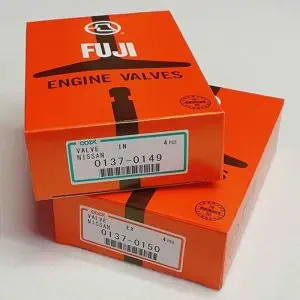 FUJI
ENGINE VALVES
VALVE IN 4 PCS
NISSAN
0137-0149
VALVE EX 4 PCS
NISSAN
0137-0150